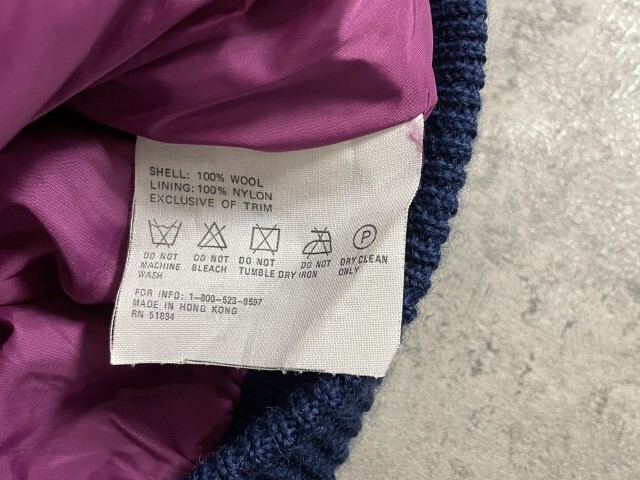 SHELL: 100% WOOL
LINING: 100% NYLON
EXCLUSIVE OF TRIM
P
DO NOT MACHINE WASH
DO NOT BLEACH
DO NOT TUMBLE DRY
DO NOT IRON
DRY CLEAN ONLY
FOR INFO: 1-800-523-9597
MADE IN HONG KONG
RN 51884